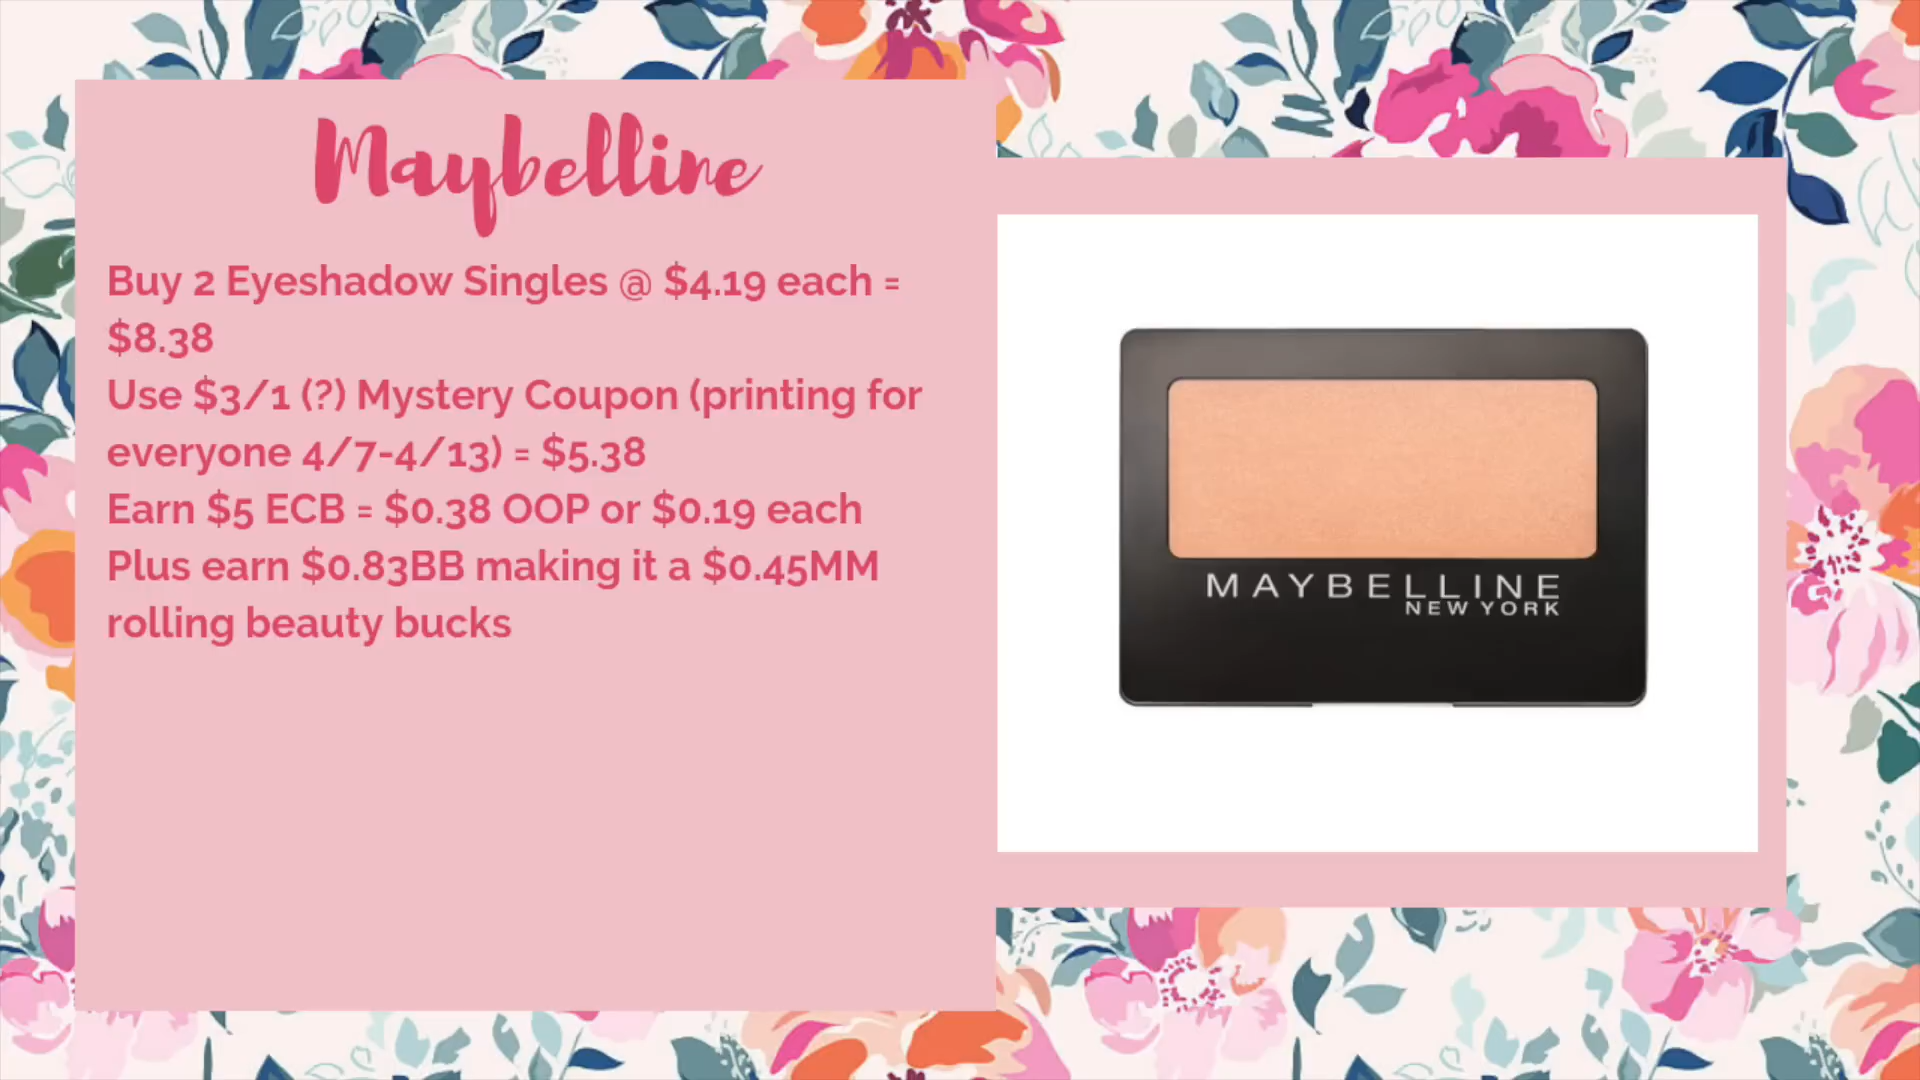 Maybelline
Buy 2 Eyeshadow Singles @ $4.19 each =
$8.38
Use $3/1 (?) Mystery Coupon (printing for
everyone 4/7-4/13) = $5.38
Earn $5 ECB = $0.38 OOP or $0.19 each
Plus earn $0.83BB making it a $0.45MM
rolling beauty bucks
MAYBELLINE
NEW YORK